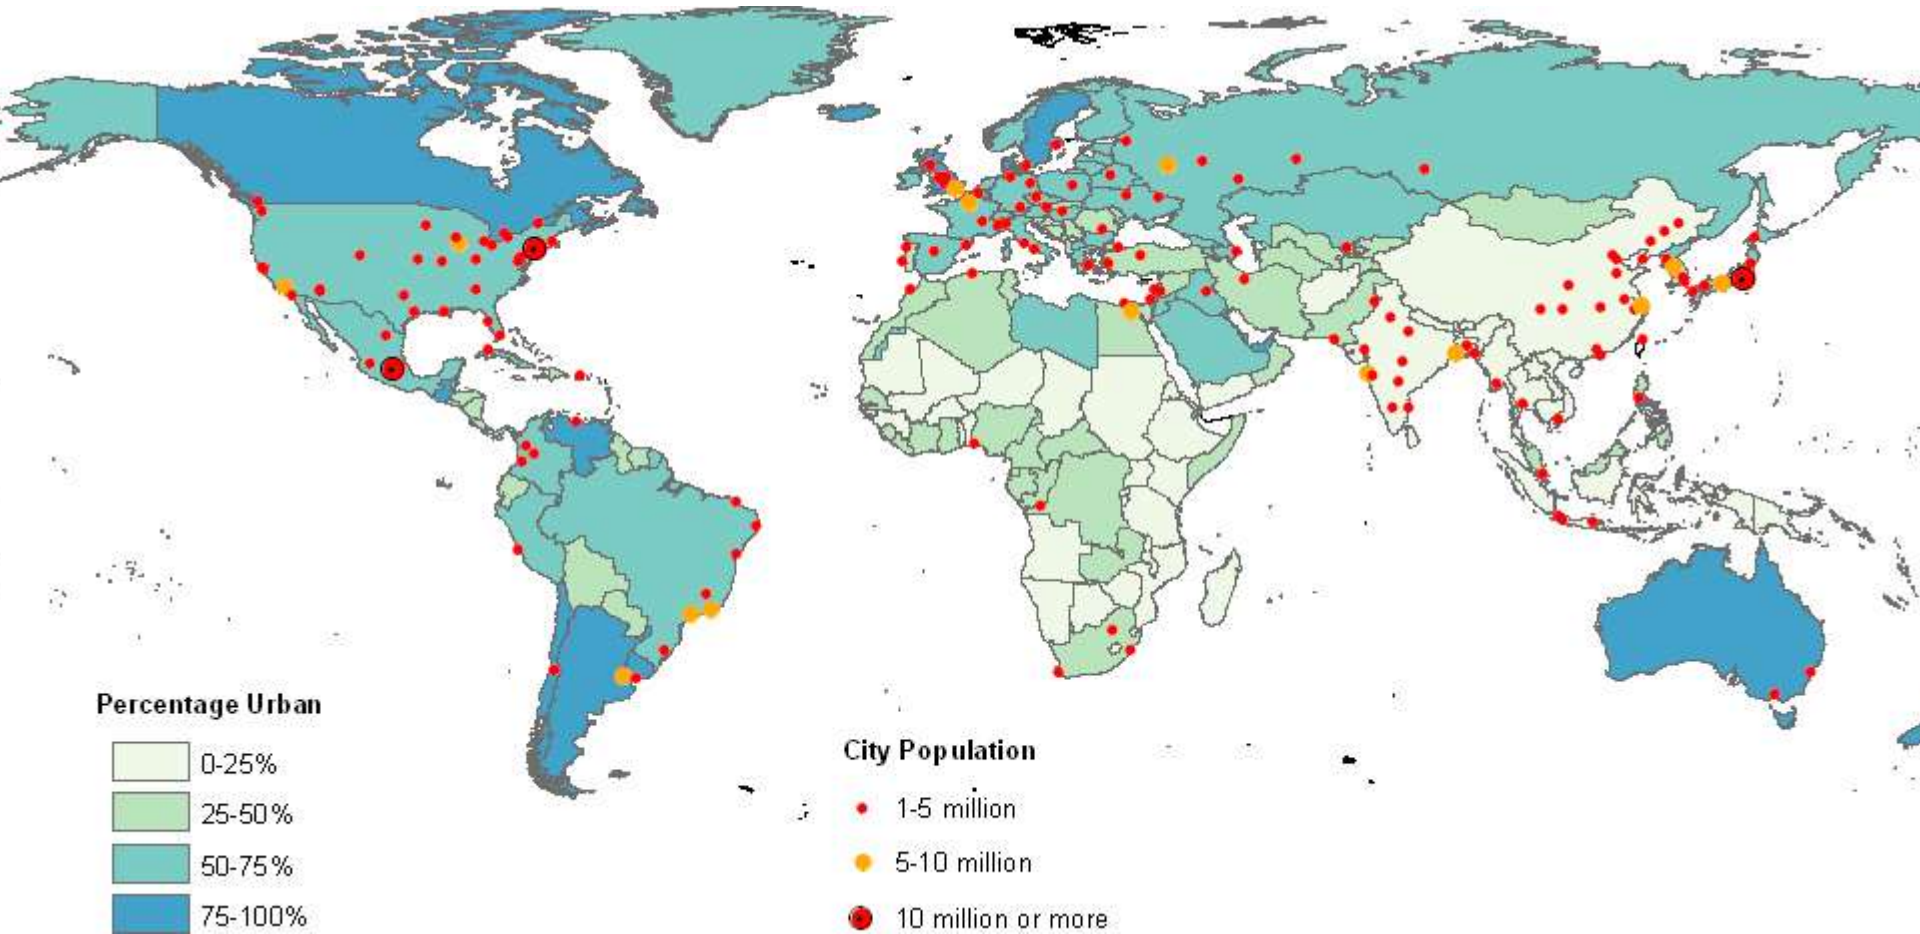 Percentage Urban
0-25%
25-50%
50-75%
75-100%
City Population
1-5 million
5-10 million
10 million or more